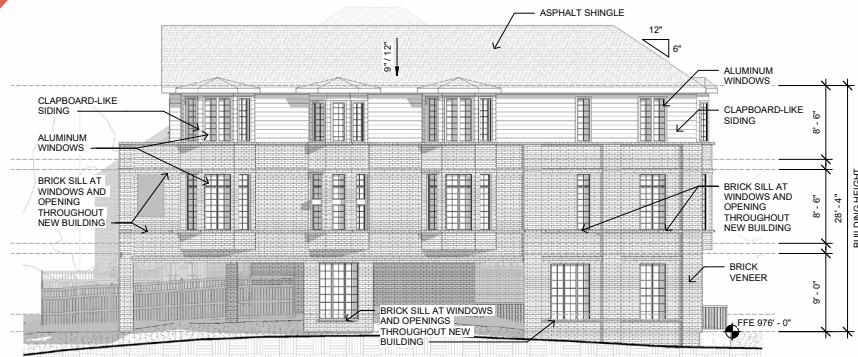 ASPHALT SHINGLE
12"
6"
9" / 12"
ALUMINUM
WINDOWS
CLAPBOARD-LIKE
SIDING
CLAPBOARD-LIKE
SIDING
ALUMINUM
WINDOWS
BRICK SILL AT
WINDOWS AND
OPENING
THROUGHOUT
NEW BUILDING
BRICK SILL AT
WINDOWS AND
OPENING
THROUGHOUT
NEW BUILDING
BRICK
VENEER
BRICK SILL AT WINDOWS
AND OPENINGS
THROUGHOUT NEW
BUILDING
FFE 976' - 0"
8' - 6"
8' - 6"
9' - 0"
28' - 4"
BUILDING HEIGHT